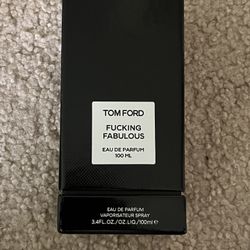 TOM FORD
FUCKING
FABULOUS
EAU DE PARFUM
100 ML
EAU DE PARFUM
VAPORISATEUR SPRAY
3.4FL.OZ./OZ.LIQ./100ml℮